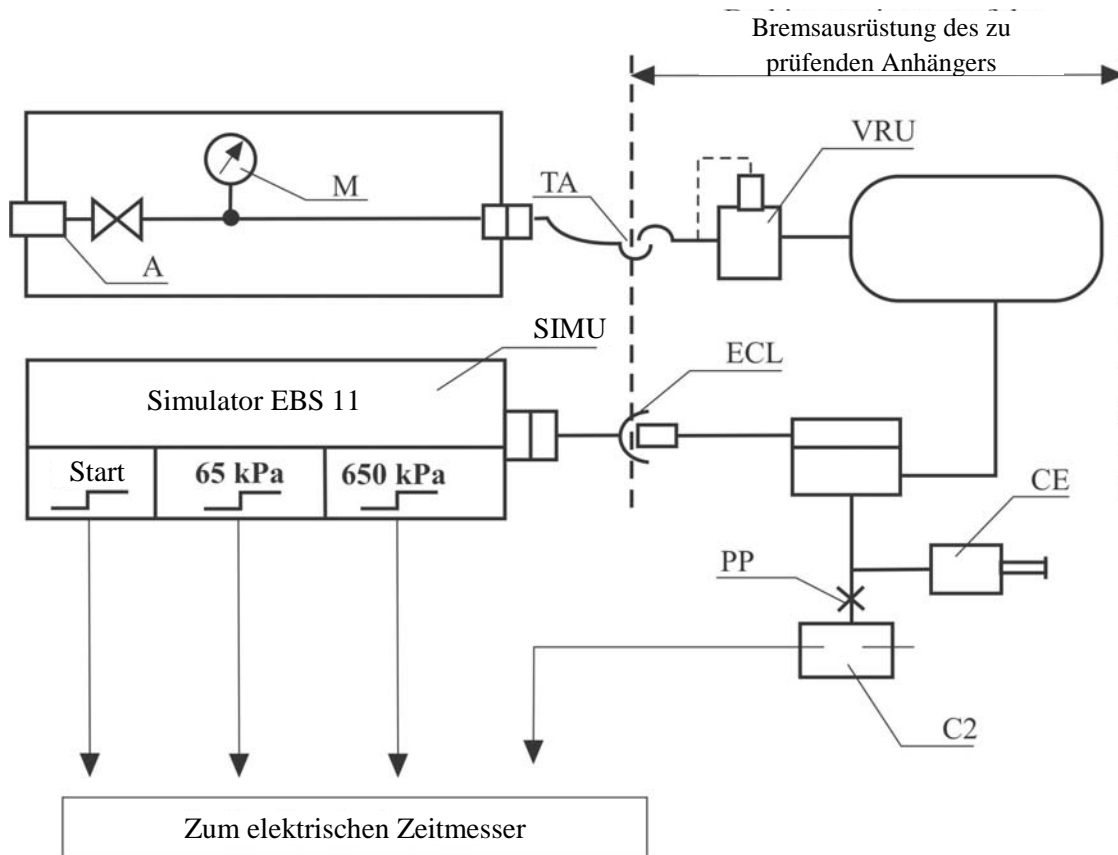 Bremsausrüstung des zu
prüfenden Anhängers
VRU
M
TA
A
SIMU
ECL
Simulator EBS 11
Start
65 kPa
650 kPa
CE
PP
C2
Zum elektrischen Zeitmesser